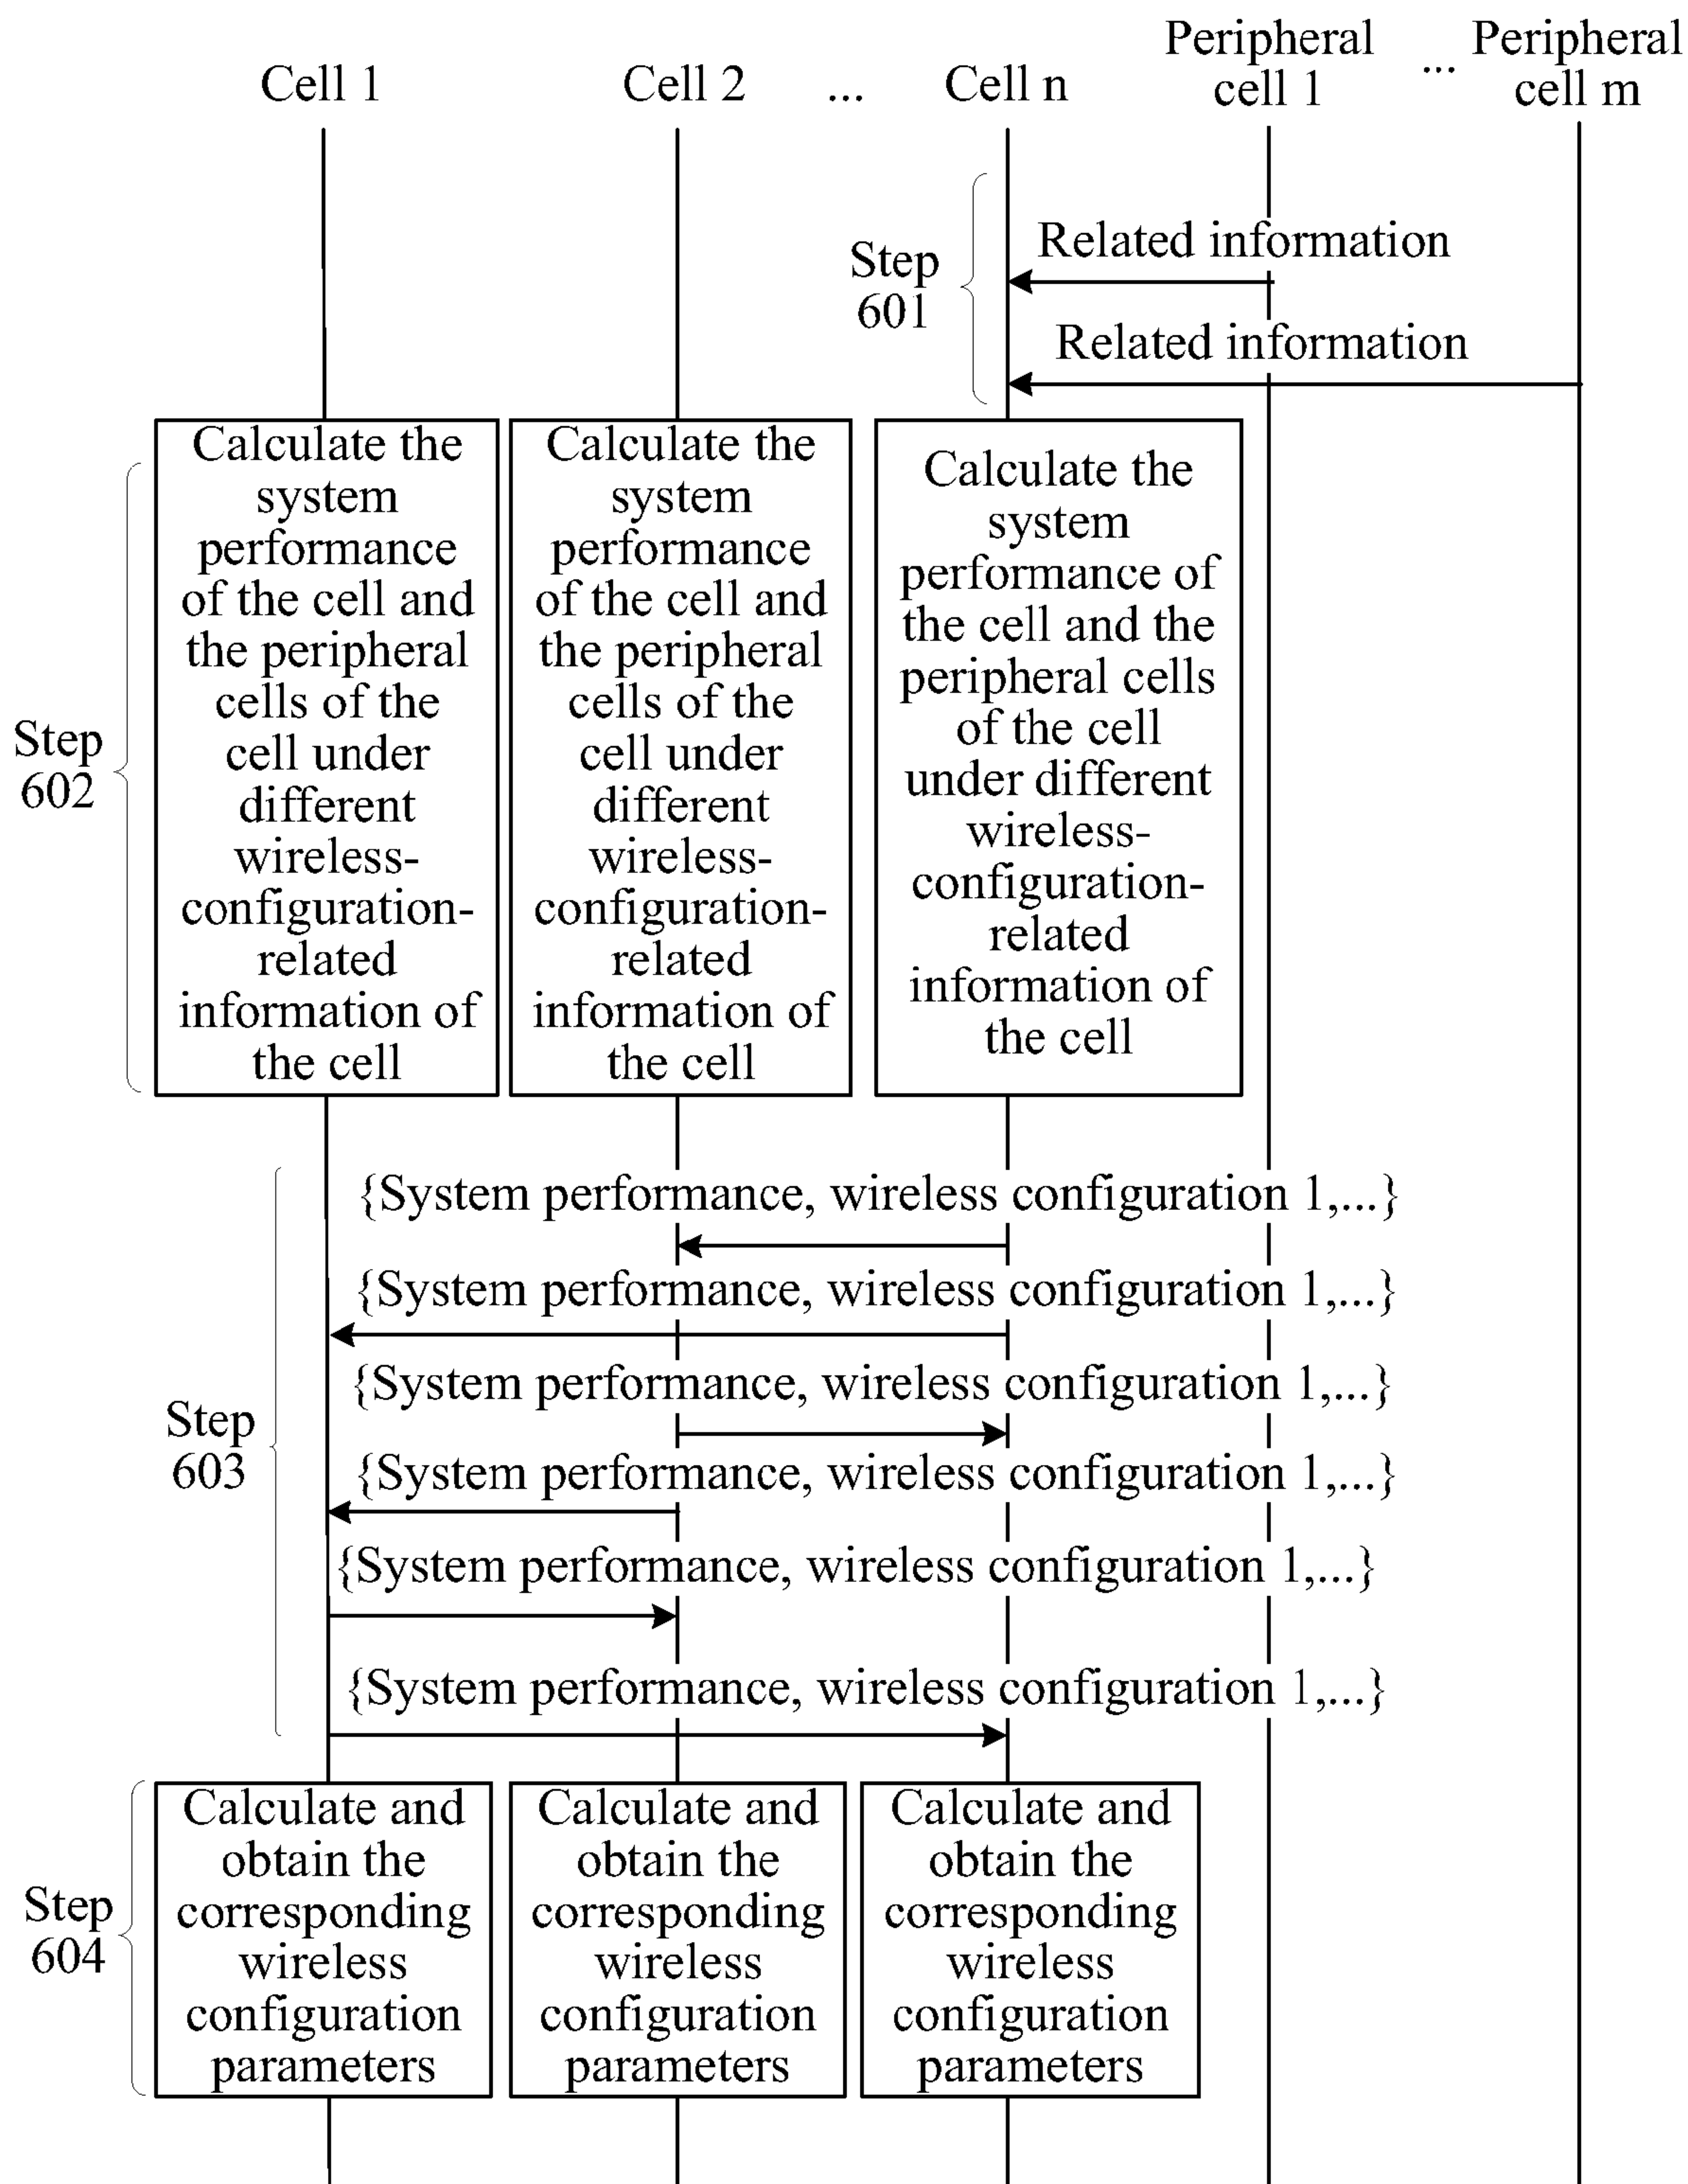 Cell 1
Cell 2
...
Cell n
Peripheral
cell 1
...
Peripheral
cell m
Step
601
Related information
Related information
Step
602
Calculate the
system
performance
of the cell and
the peripheral
cells of the
cell under
different
wireless-
configuration-
related
information of
the cell
Calculate the
system
performance
of the cell and
the peripheral
cells of the
cell under
different
wireless-
configuration-
related
information of
the cell
Calculate the
system
performance of
the cell and the
peripheral cells
of the cell
under different
wireless-
configuration-
related
information of
the cell
Step
603
{System performance, wireless configuration 1,...}
{System performance, wireless configuration 1,...}
{System performance, wireless configuration 1,...}
{System performance, wireless configuration 1,...}
{System performance, wireless configuration 1,...}
{System performance, wireless configuration 1,...}
Step
604
Calculate and
obtain the
corresponding
wireless
configuration
parameters
Calculate and
obtain the
corresponding
wireless
configuration
parameters
Calculate and
obtain the
corresponding
wireless
configuration
parameters